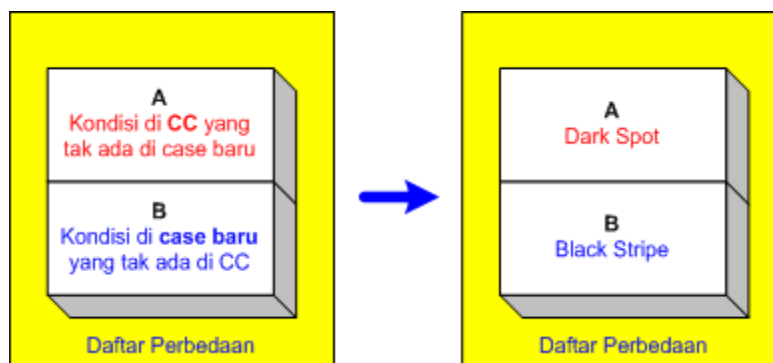 A
Kondisi di CC yang
tak ada di case baru
B
Kondisi di case baru
yang tak ada di CC
Daftar Perbedaan
A
Dark Spot
B
Black Stripe
Daftar Perbedaan